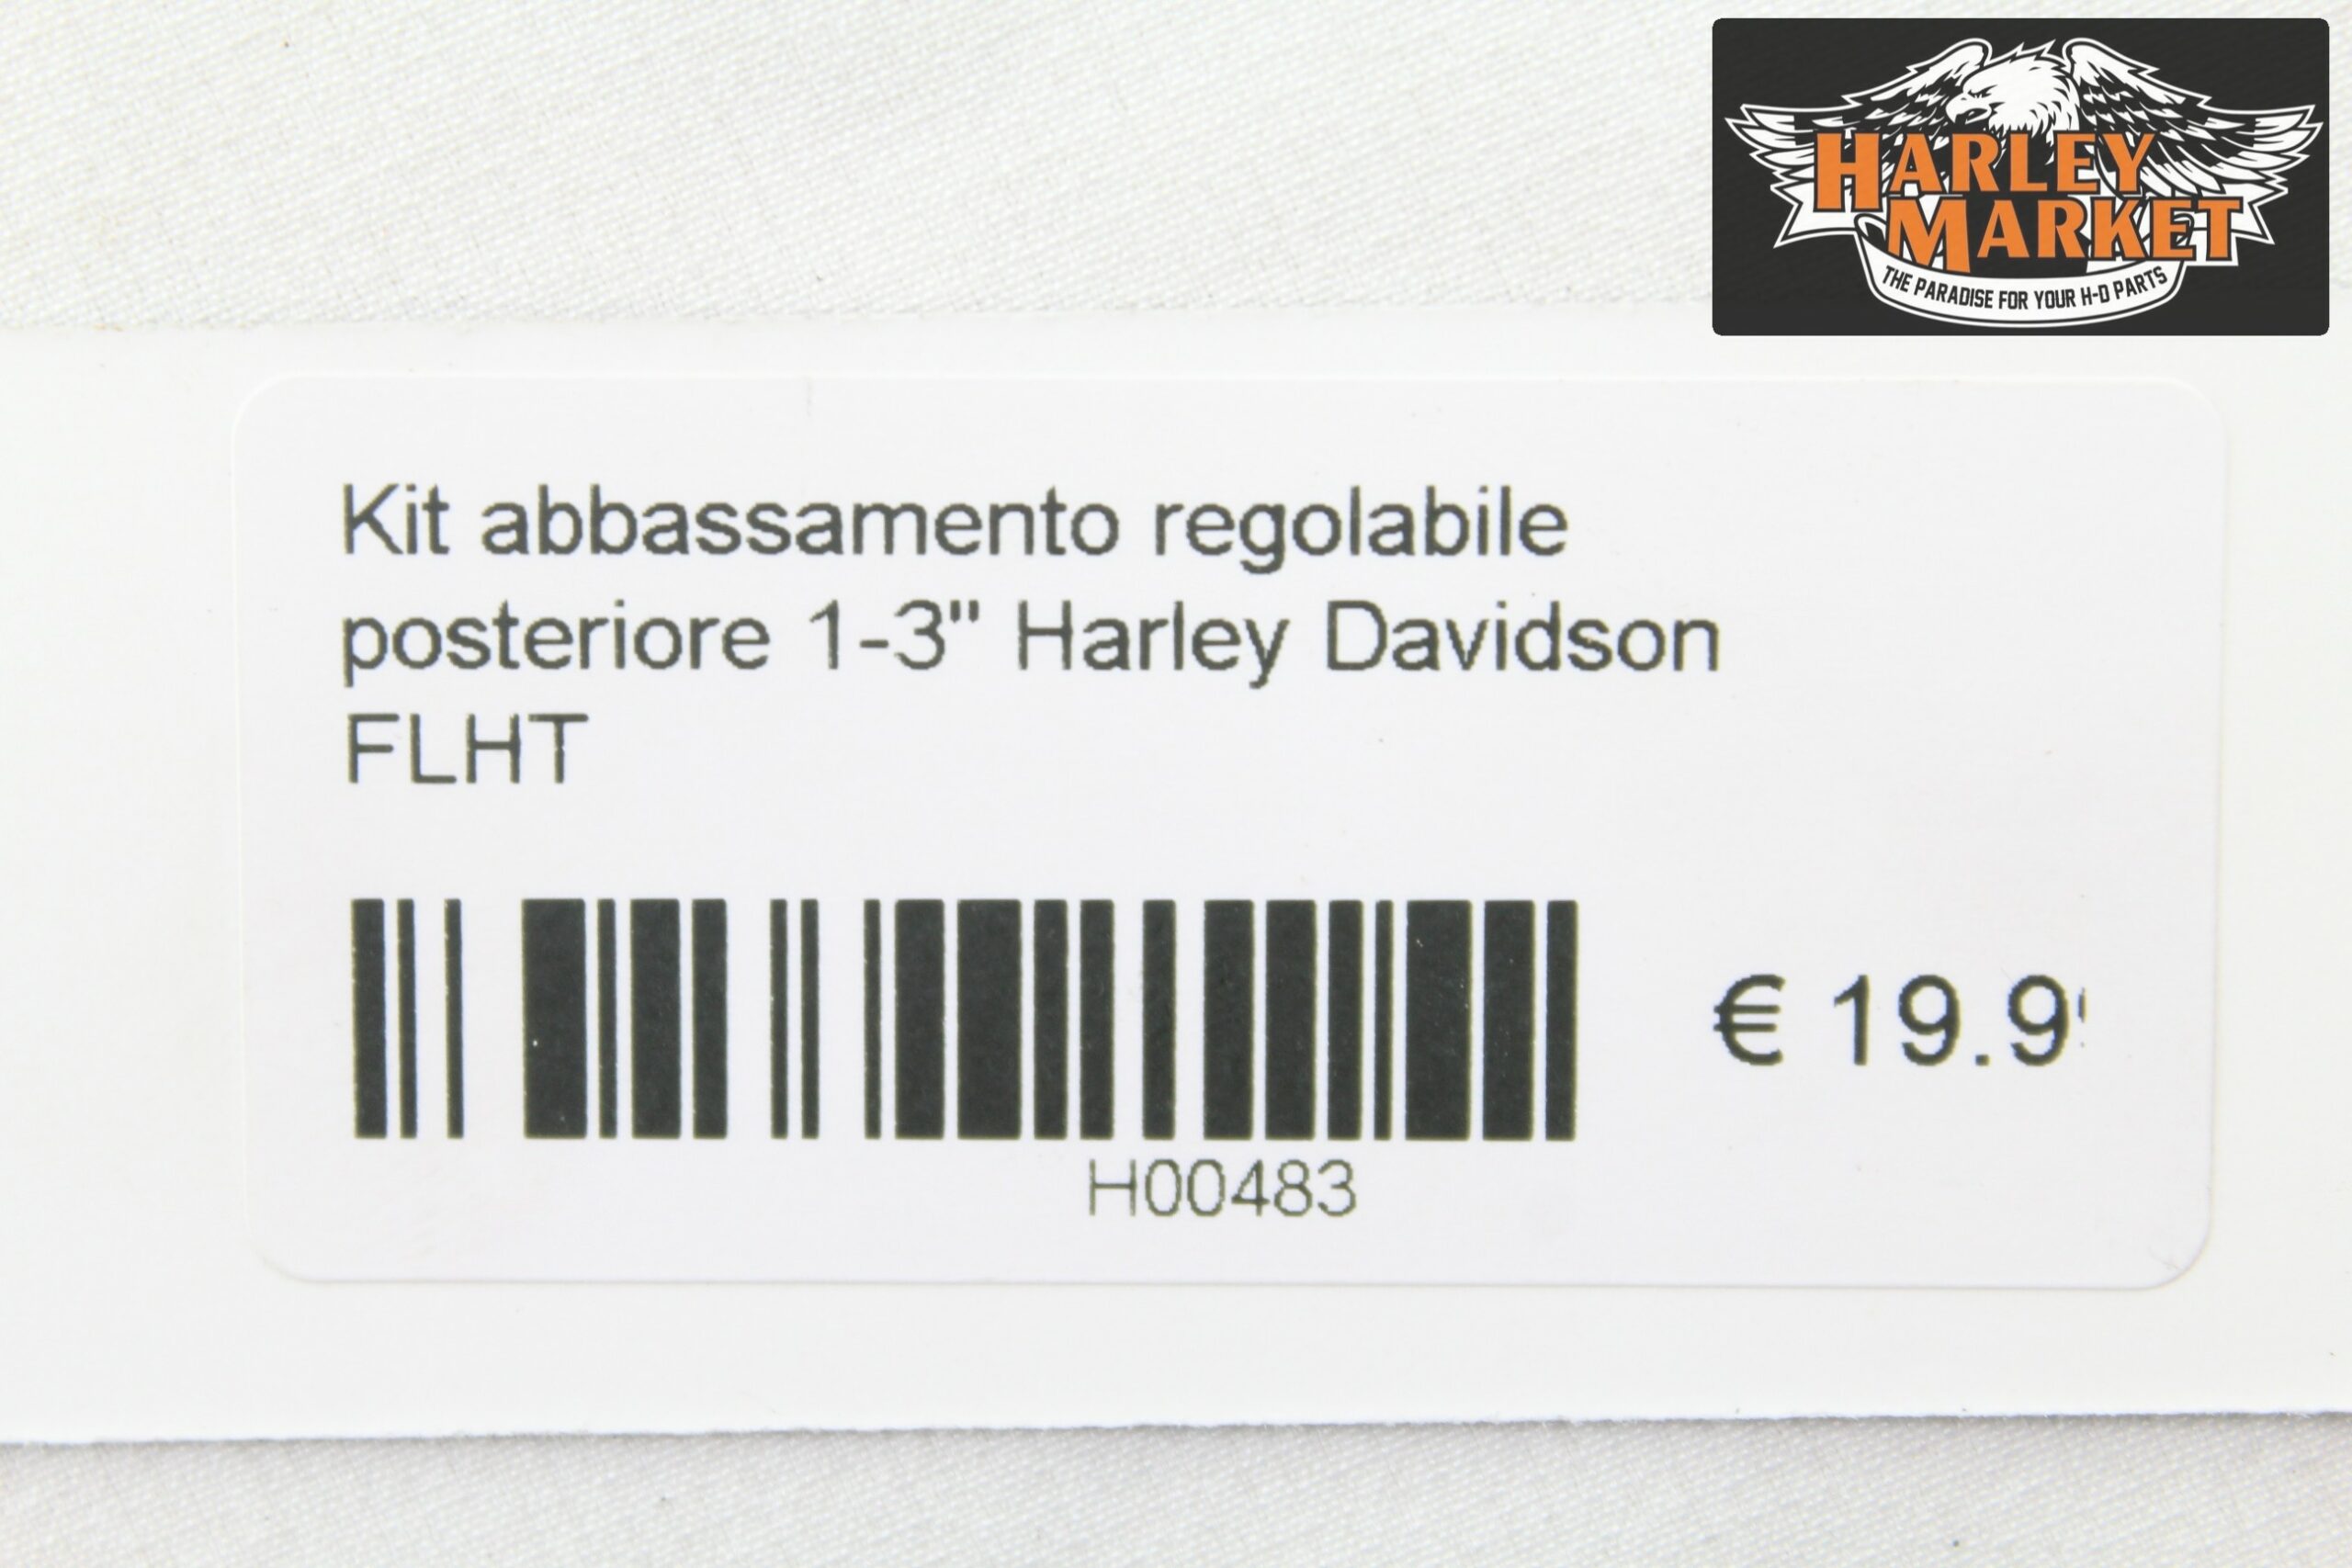 HARLEY
MARKET
THE PARADISE FOR YOUR H-D PARTS
Kit abbassamento regolabile
posteriore 1-3" Harley Davidson
FLHT
€ 19.9
H00483